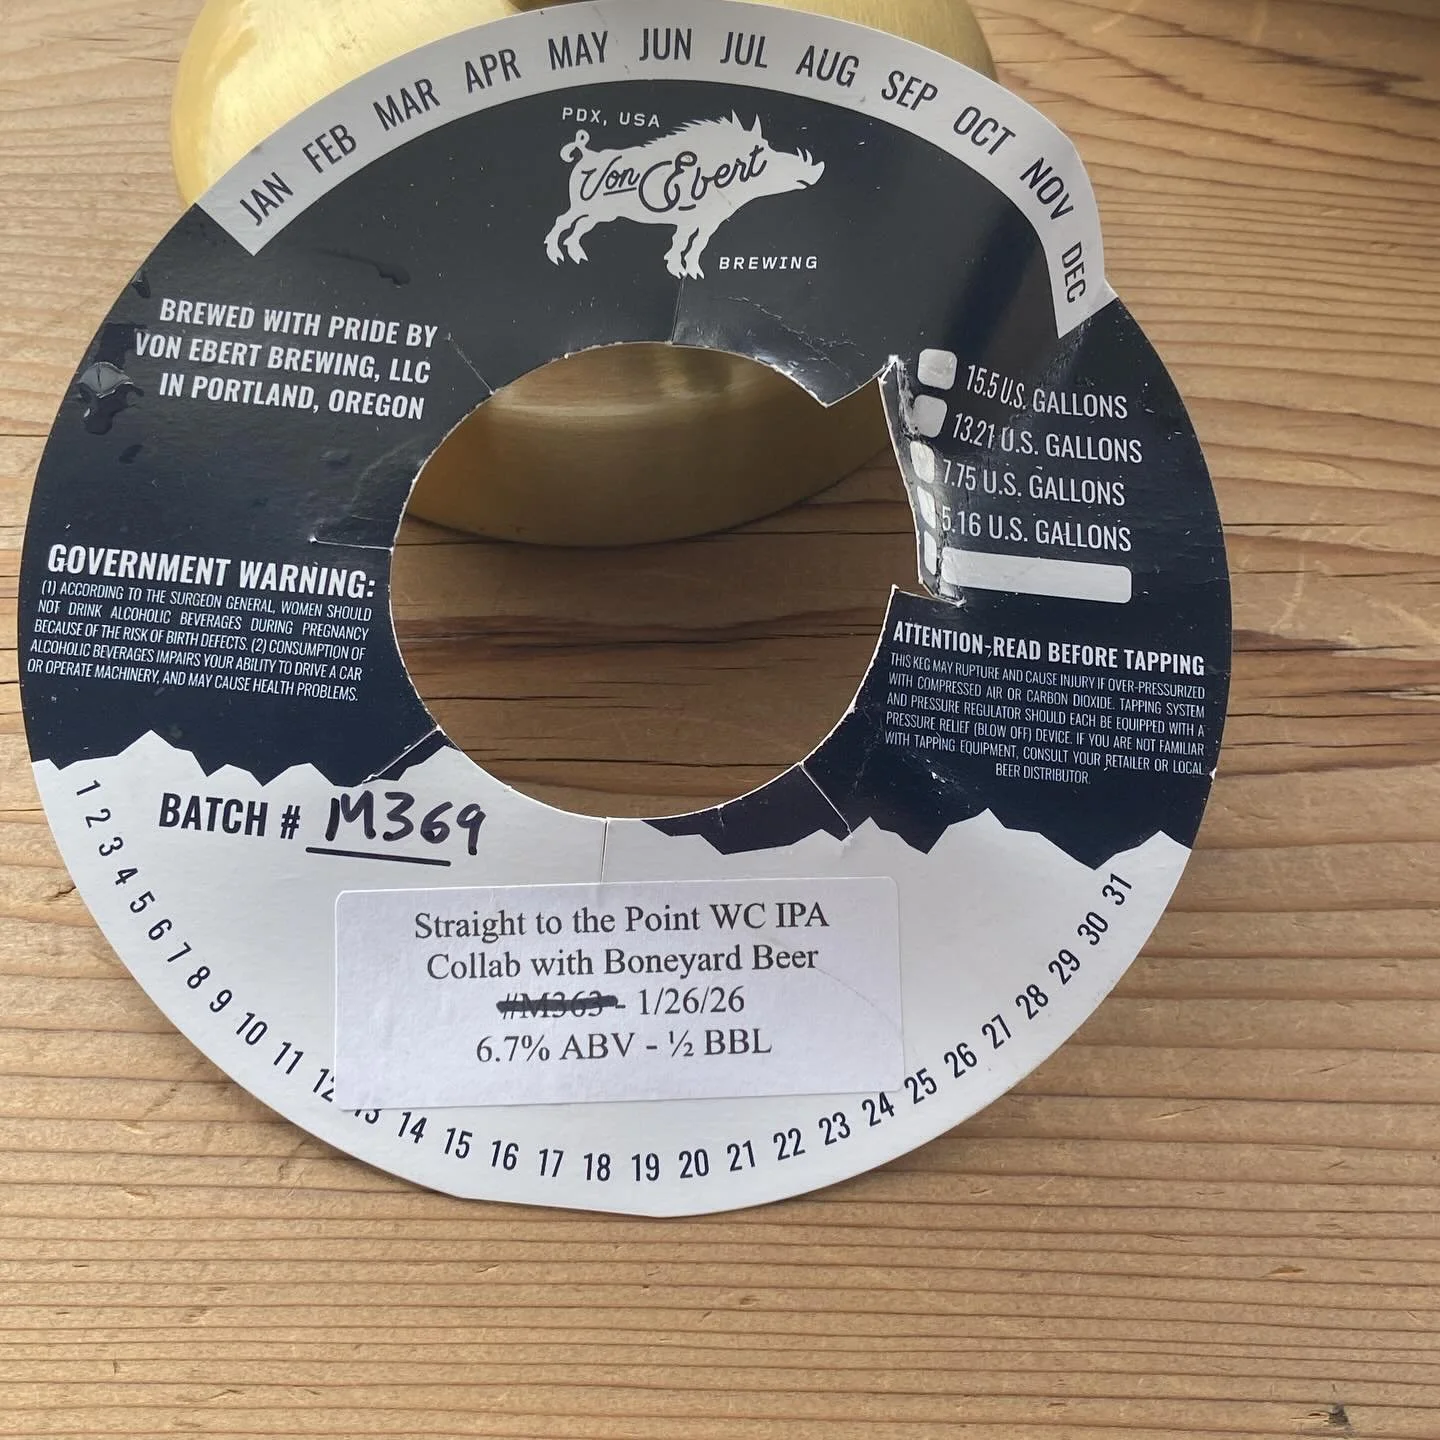 JAN FEB MAR APR MAY JUN JUL AUG SEP OCT NOV DEC
PDX, USA
Von Ebert
BREWING
BREWED WITH PRIDE BY
VON EBERT BREWING, LLC
IN PORTLAND, OREGON
15.5 U.S. GALLONS
13.21 U.S. GALLONS
7.75 U.S. GALLONS
5.16 U.S. GALLONS
GOVERNMENT WARNING:
(1) ACCORDING TO THE SURGEON GENERAL, WOMEN SHOULD
NOT DRINK ALCOHOLIC BEVERAGES DURING PREGNANCY
BECAUSE OF THE RISK OF BIRTH DEFECTS. (2) CONSUMPTION OF
ALCOHOLIC BEVERAGES IMPAIRS YOUR ABILITY TO DRIVE A CAR
OR OPERATE MACHINERY, AND MAY CAUSE HEALTH PROBLEMS.
ATTENTION-READ BEFORE TAPPING
THIS KEG MAY RUPTURE AND CAUSE INJURY IF OVER-PRESSURIZED
WITH COMPRESSED AIR OR CARBON DIOXIDE. TAPPING SYSTEM
AND PRESSURE REGULATOR SHOULD EACH BE EQUIPPED WITH A
PRESSURE RELIEF (BLOW OFF) DEVICE. IF YOU ARE NOT FAMILIAR
WITH TAPPING EQUIPMENT, CONSULT YOUR RETAILER OR LOCAL
BEER DISTRIBUTOR.
BATCH # M369
Straight to the Point WC IPA
Collab with Boneyard Beer
#M363 - 1/26/26
6.7% ABV - ½ BBL
1 2 3 4 5 6 7 8 9 10 11 12 13 14 15 16 17 18 19 20 21 22 23 24 25 26 27 28 29 30 31